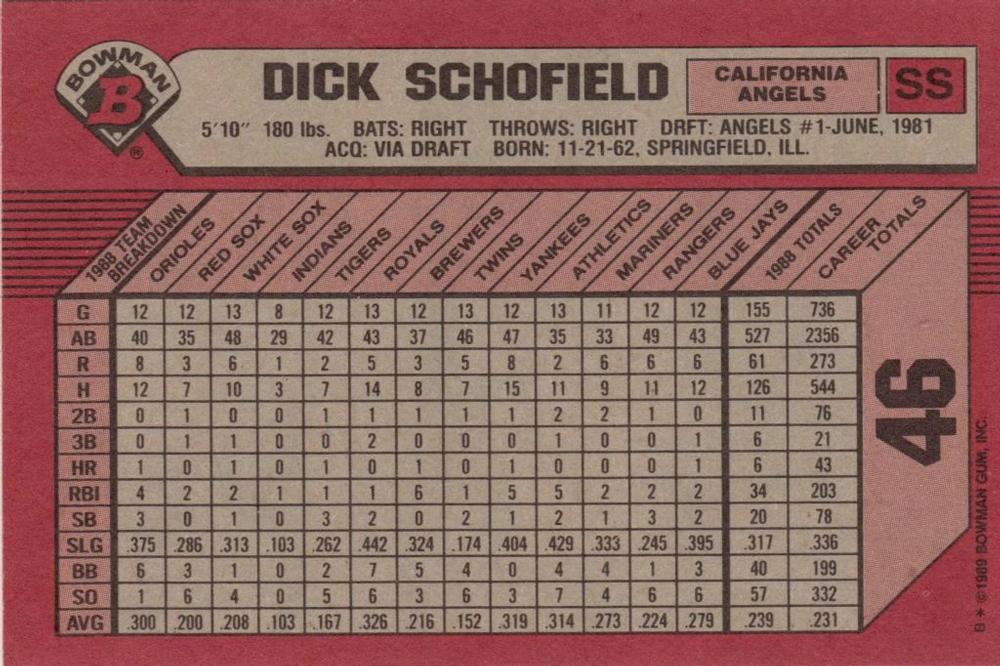 BOWMAN
B
®
DICK SCHOFIELD
CALIFORNIA
ANGELS
SS
5'10" 180 lbs. BATS: RIGHT THROWS: RIGHT DRFT: ANGELS #1-JUNE, 1981
ACQ: VIA DRAFT BORN: 11-21-62, SPRINGFIELD, ILL.
1988 TEAM BREAKDOWN ORIOLES RED SOX WHITE SOX INDIANS TIGERS ROYALS BREWERS TWINS YANKEES ATHLETICS MARINERS RANGERS BLUE JAYS 1988 TOTALS CAREER TOTALS
G 12 12 13 8 12 13 12 13 12 13 11 12 12 155 736
AB 40 35 48 29 42 43 37 46 47 35 33 49 43 527 2356
R 8 3 6 1 2 5 3 5 8 2 6 6 6 61 273
H 12 7 10 3 7 14 8 7 15 11 9 11 12 126 544
2B 0 1 0 0 1 1 1 1 1 2 2 1 0 11 76
3B 0 1 1 0 0 2 0 0 0 1 0 0 1 6 21
HR 1 0 1 0 1 0 1 0 1 0 0 0 1 6 43
RBI 4 2 2 1 1 1 6 1 5 5 2 2 2 34 203
SB 3 0 1 0 3 2 0 2 1 2 1 3 2 20 78
SLG .375 .286 .313 .103 .262 .442 .324 .174 .404 .429 .333 .245 .395 .317 .336
BB 6 3 1 0 2 7 5 4 0 4 4 1 3 40 199
SO 1 6 4 0 5 6 3 6 3 7 4 6 6 57 332
AVG .300 .200 .208 .103 .167 .326 .216 .152 .319 .314 .273 .224 .279 .239 .231
46
B * ©1989 BOWMAN GUM, INC.